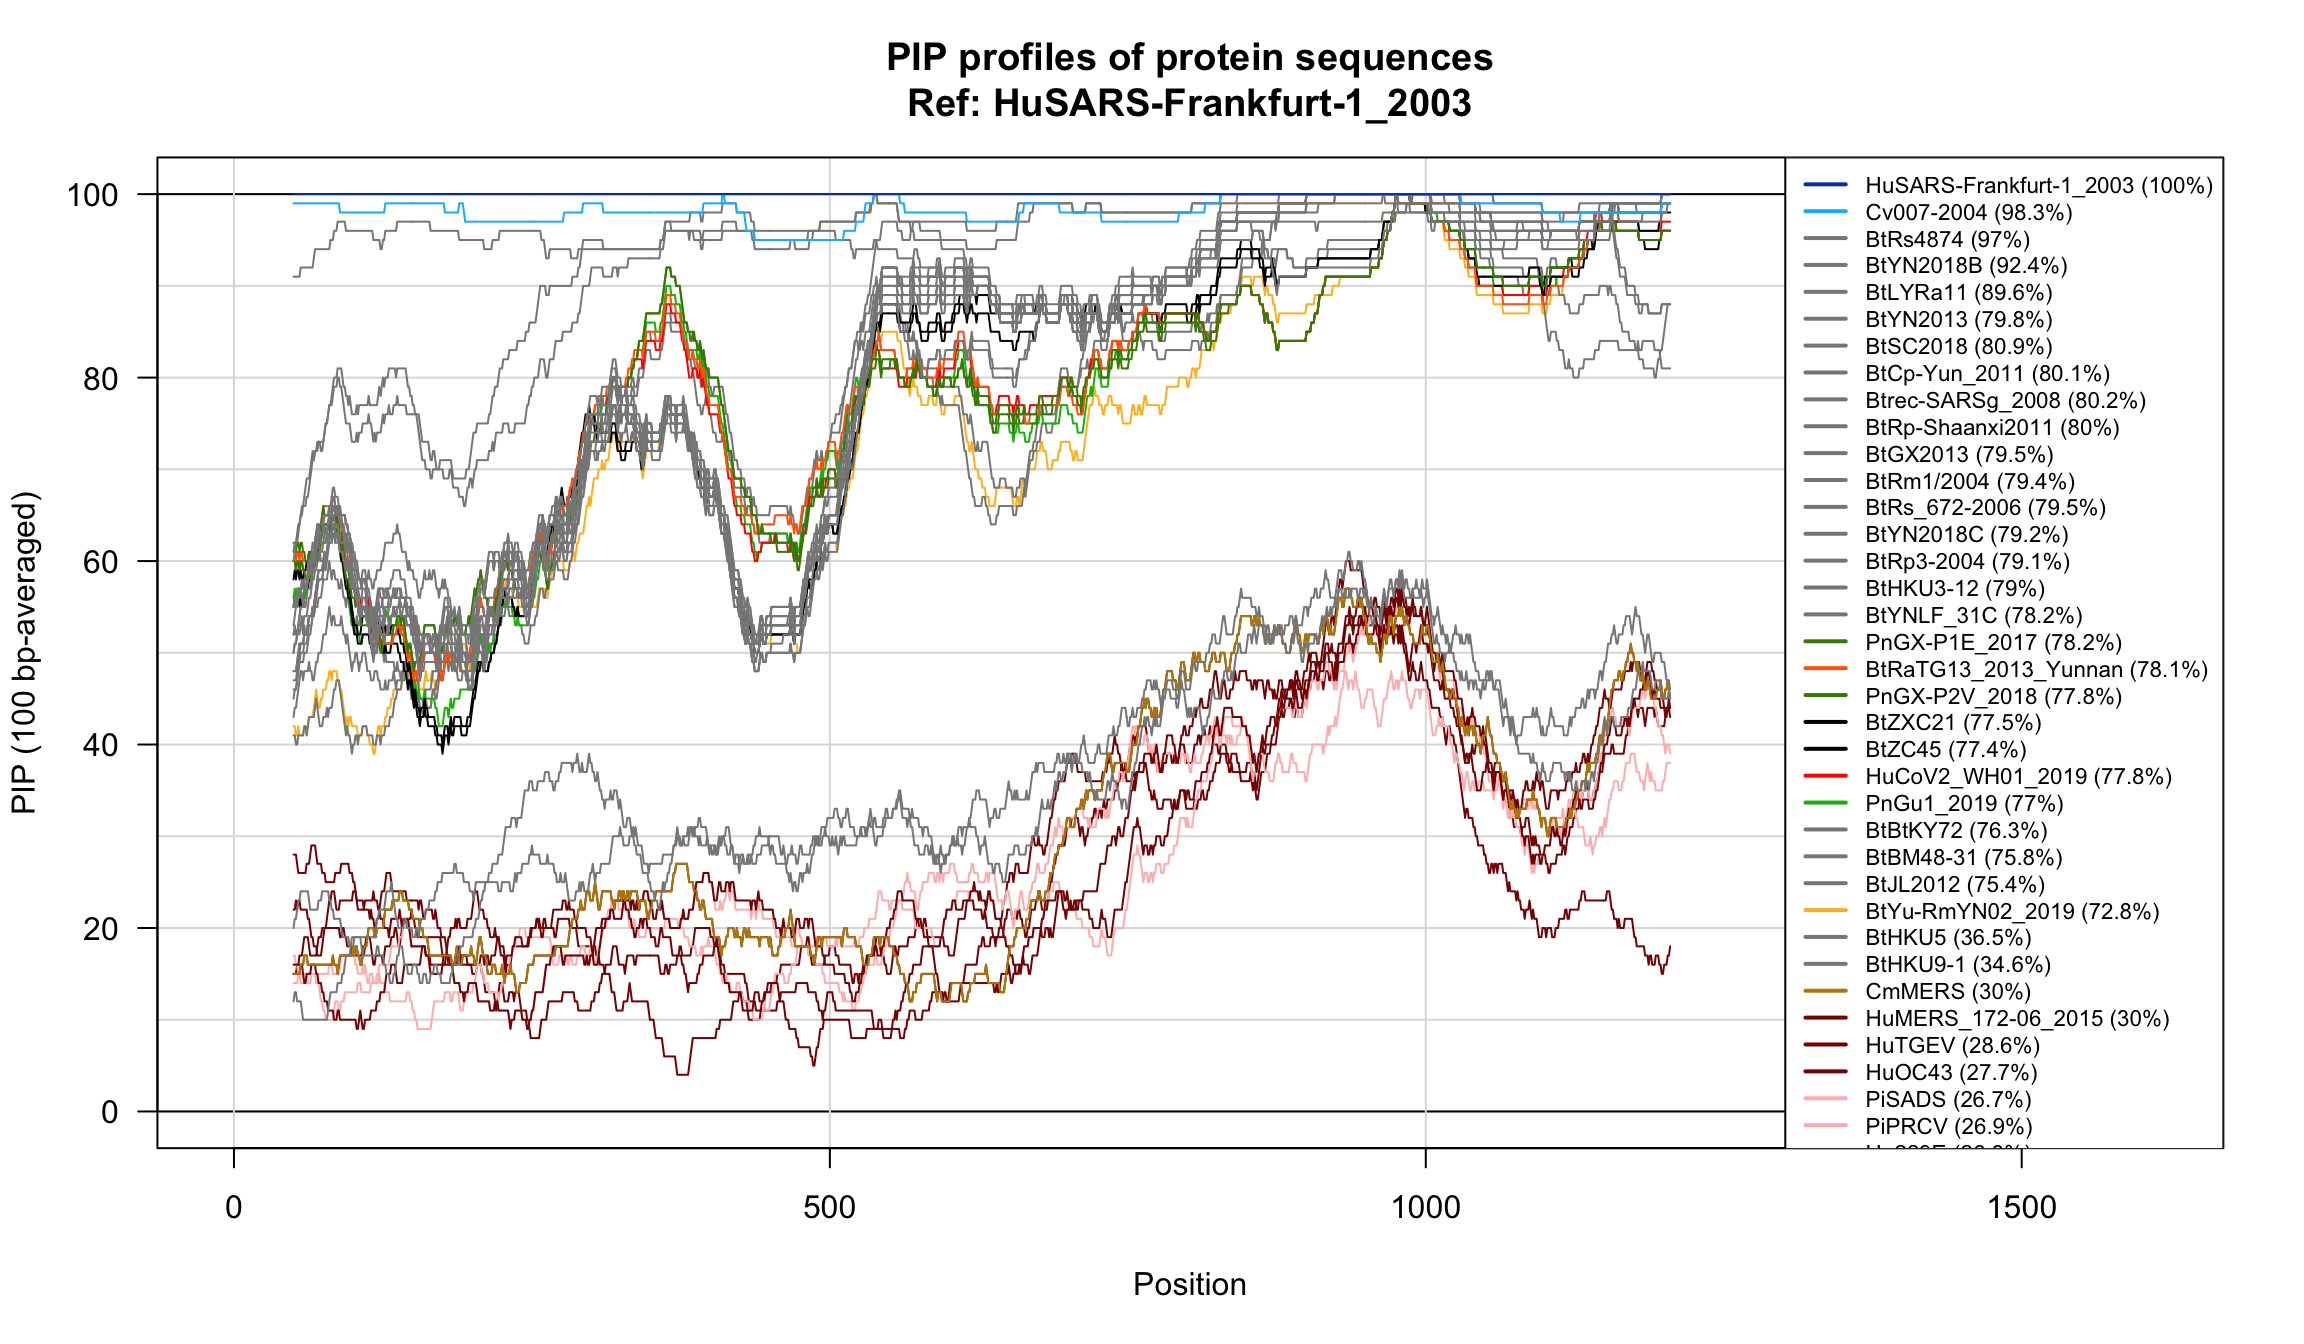 PIP profiles of protein sequences
Ref: HuSARS-Frankfurt-1_2003
PIP (100 bp-averaged)
100
80
60
40
20
0
0
500
1000
1500
Position
HuSARS-Frankfurt-1_2003 (100%)
Cv007-2004 (98.3%)
BtRs4874 (97%)
BtYN2018B (92.4%)
BtLYRa11 (89.6%)
BtYN2013 (79.8%)
BtSC2018 (80.9%)
BtCp-Yun_2011 (80.1%)
Btrec-SARSg_2008 (80.2%)
BtRp-Shaanxi2011 (80%)
BtGX2013 (79.5%)
BtRm1/2004 (79.4%)
BtRs_672-2006 (79.5%)
BtYN2018C (79.2%)
BtRp3-2004 (79.1%)
BtHKU3-12 (79%)
BtYNLF_31C (78.2%)
PnGX-P1E_2017 (78.2%)
BtRaTG13_2013_Yunnan (78.1%)
PnGX-P2V_2018 (77.8%)
BtZXC21 (77.5%)
BtZC45 (77.4%)
HuCoV2_WH01_2019 (77.8%)
PnGu1_2019 (77%)
BtBtKY72 (76.3%)
BtBM48-31 (75.8%)
BtJL2012 (75.4%)
BtYu-RmYN02_2019 (72.8%)
BtHKU5 (36.5%)
BtHKU9-1 (34.6%)
CmMERS (30%)
HuMERS_172-06_2015 (30%)
HuTGEV (28.6%)
HuOC43 (27.7%)
PiSADS (26.7%)
PiPRCV (26.9%)